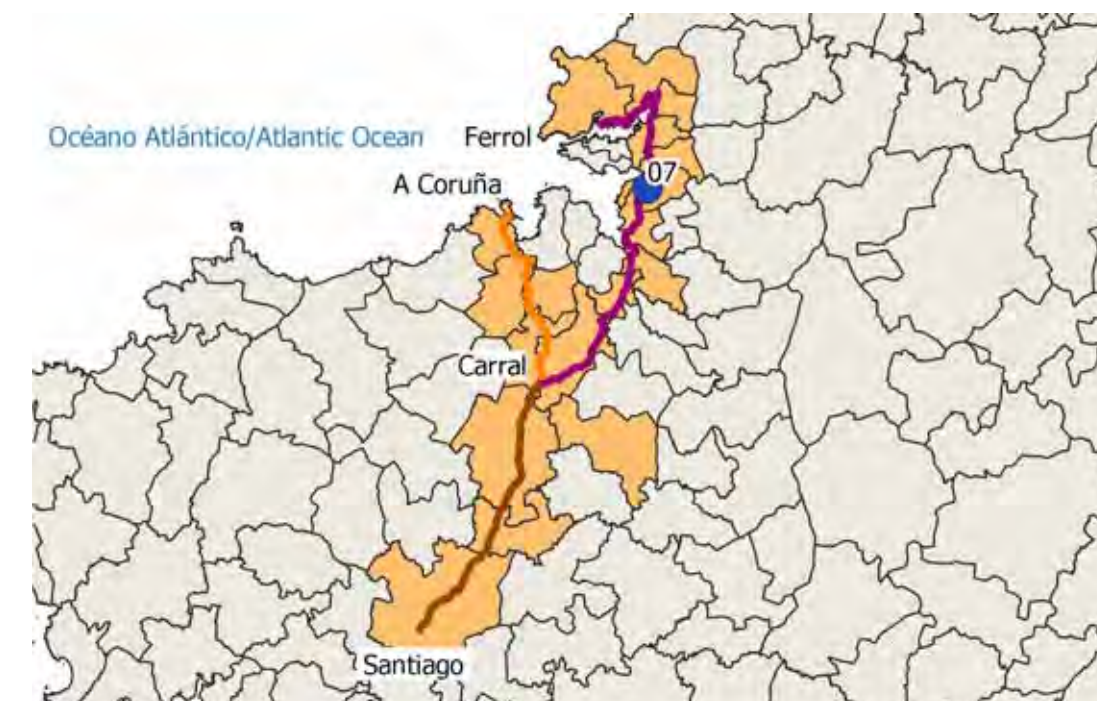 Océano Atlántico/Atlantic Ocean
Ferrol
07
A Coruña
Carral
Santiago